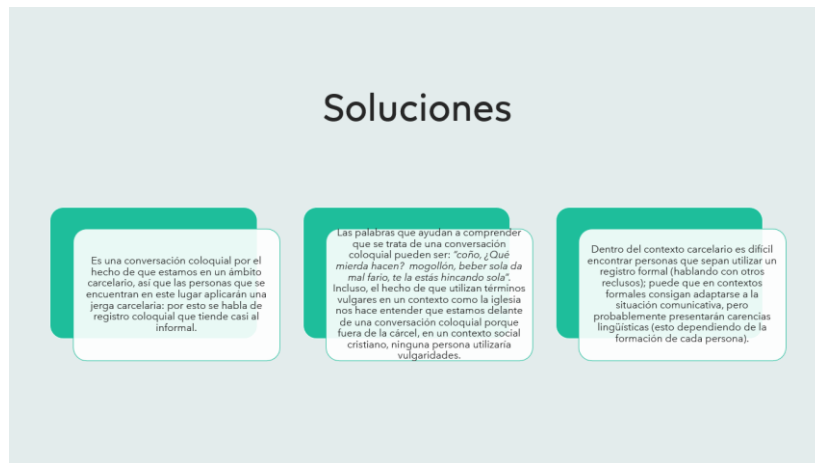 Soluciones
Es una conversación coloquial por el
hecho de que estamos en un ámbito
carcelario, así que las personas que se
encuentran en este lugar aplicarán una
jerga carcelaria: por esto se habla de
registro coloquial que tiende casi al
informal.
Las palabras que ayudan a comprender
que se trata de una conversación
coloquial pueden ser: "coño, ¿Qué
mierda hacen?  mogollón, beber sola da
mal fario, te la estás hincando sola".
Incluso, el hecho de que utilizan términos
vulgares en un contexto como la iglesia
nos hace entender que estamos delante
de una conversación coloquial porque
fuera de la cárcel, en un contexto social
cristiano, ninguna persona utilizaría
vulgaridades.
Dentro del contexto carcelario es difícil
encontrar personas que sepan utilizar un
registro formal (hablando con otros
reclusos); puede que en contextos
formales consigan adaptarse a la
situación comunicativa, pero
probablemente presentarán carencias
lingüísticas (esto dependiendo de la
formación de cada persona).